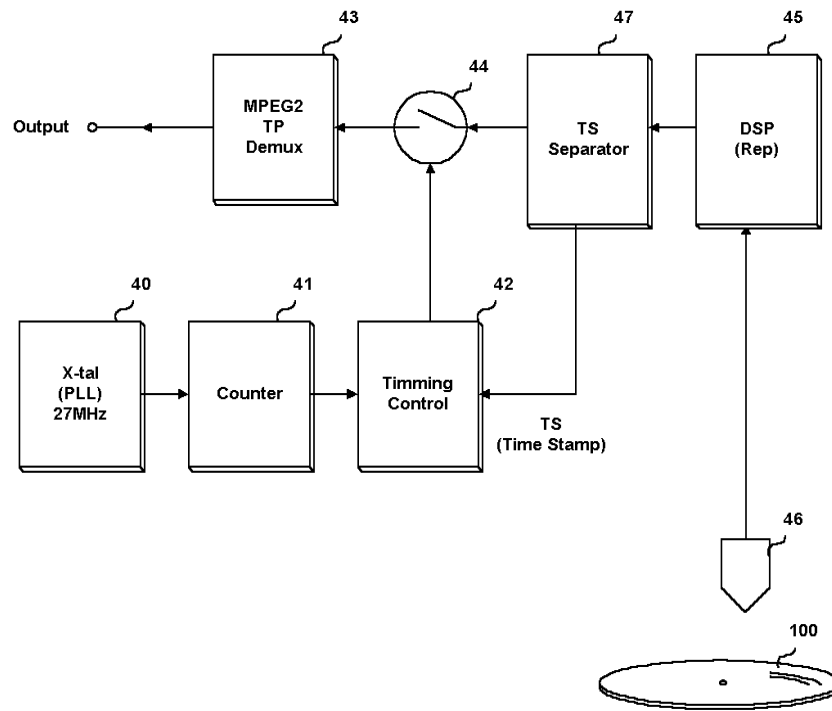 43
47
45
44
MPEG2
TP
Demux
TS
Separator
DSP
(Rep)
Output
40
41
42
X-tal
(PLL)
27MHz
Counter
Timming
Control
TS
(Time Stamp)
46
100